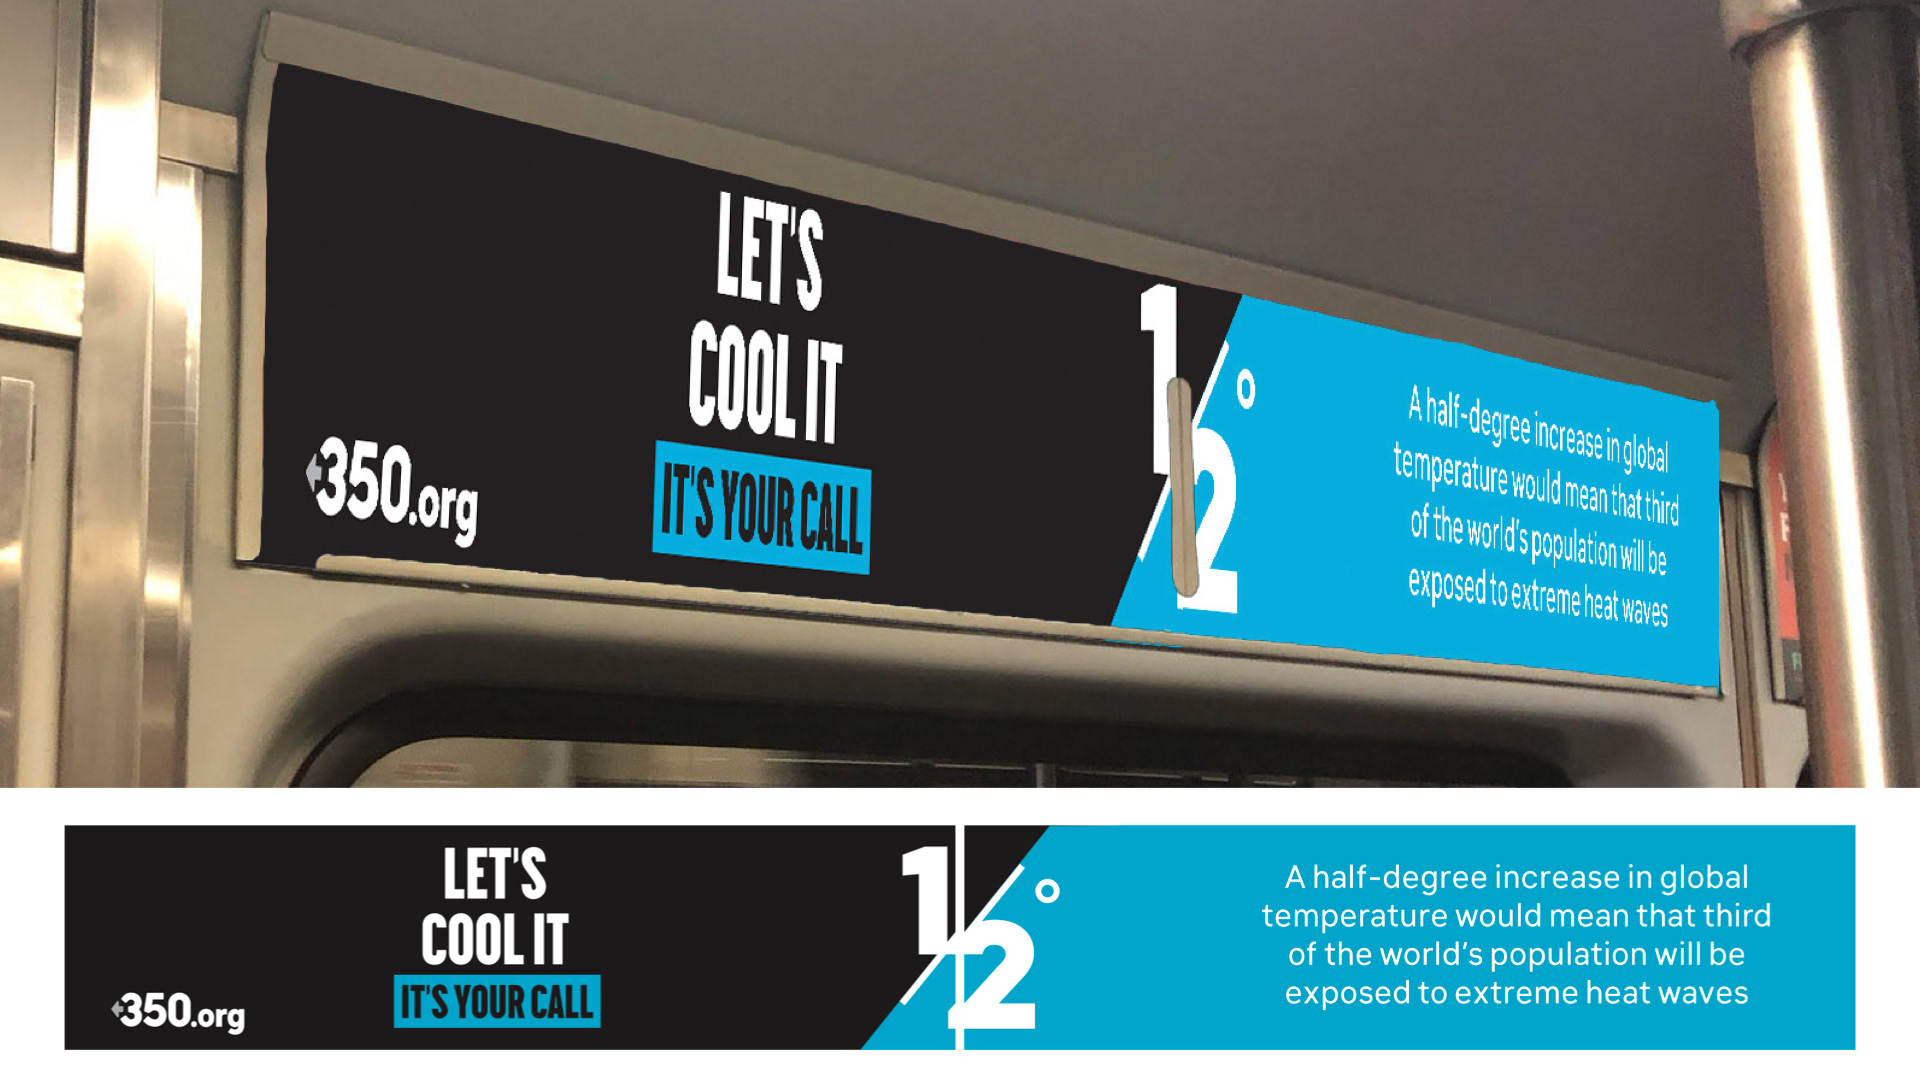 LET'S
COOL IT
IT'S YOUR CALL
350.org
1/2°
A half-degree increase in global
temperature would mean that third
of the world's population will be
exposed to extreme heat waves
LET'S
COOL IT
IT'S YOUR CALL
350.org
1/2°
A half-degree increase in global
temperature would mean that third
of the world's population will be
exposed to extreme heat waves